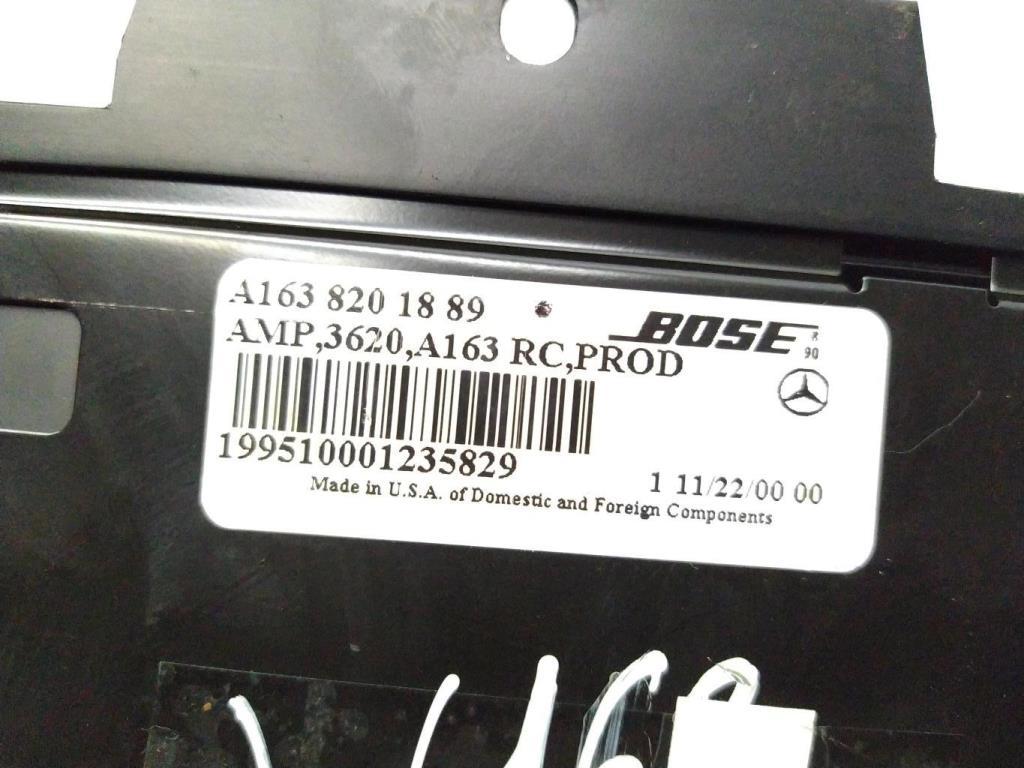 A163 820 18 89
BOSE ®
90
AMP,3620,A163 RC,PROD
199510001235829
1 11/22/00 00
Made in U.S.A. of Domestic and Foreign Components